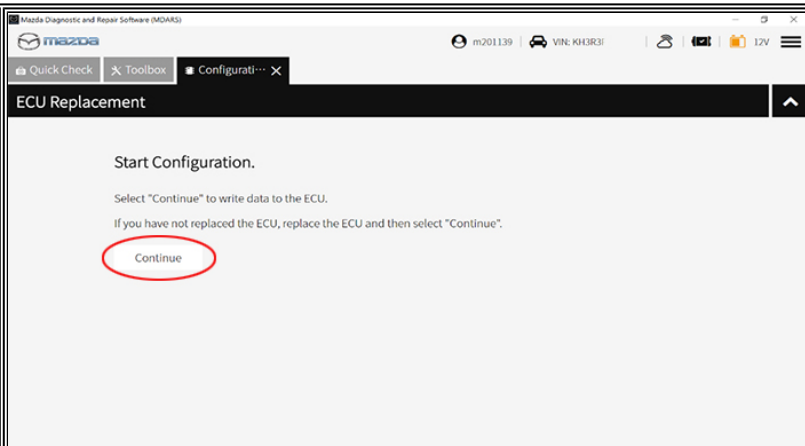 Mazda Diagnostic and Repair Software (MDARS)
mazda
m201139 VIN: KH3R3I 12V
Quick Check Toolbox Configurati···
ECU Replacement
Start Configuration.
Select "Continue" to write data to the ECU.
If you have not replaced the ECU, replace the ECU and then select "Continue".
Continue